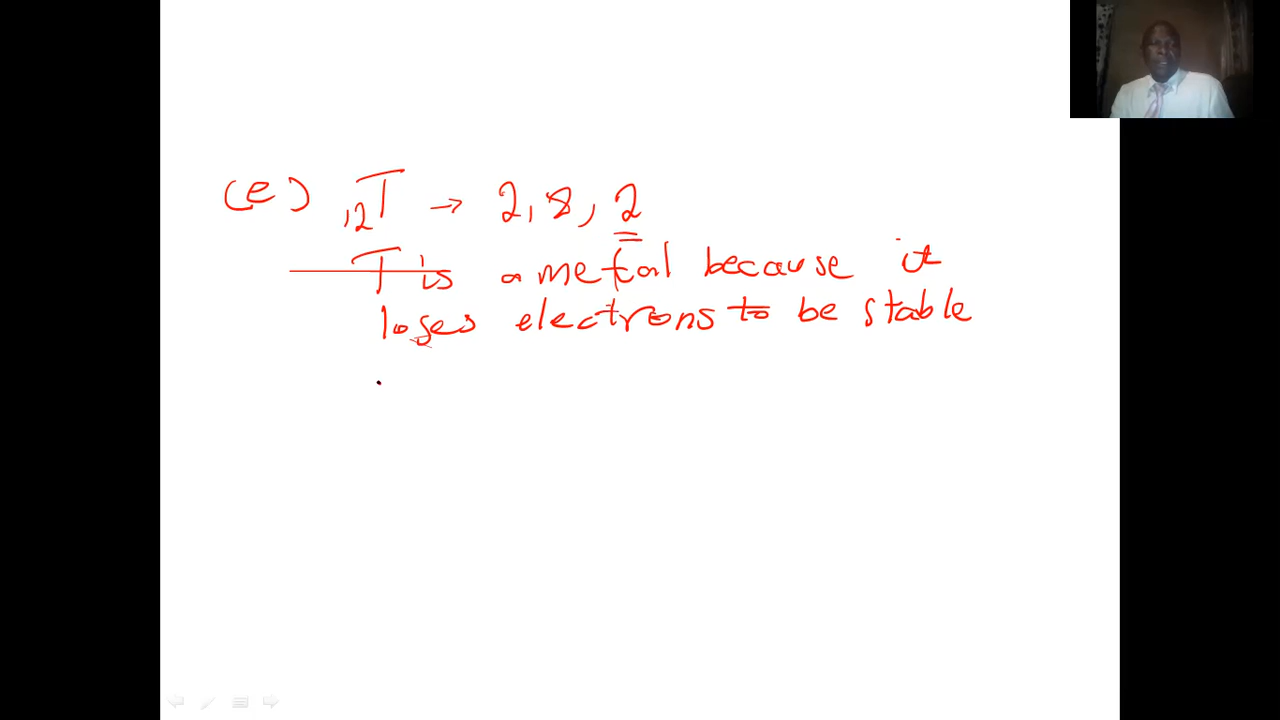 (e) ₁₂T → 2, 8, 2
T is a metal because it
loses electrons to be stable